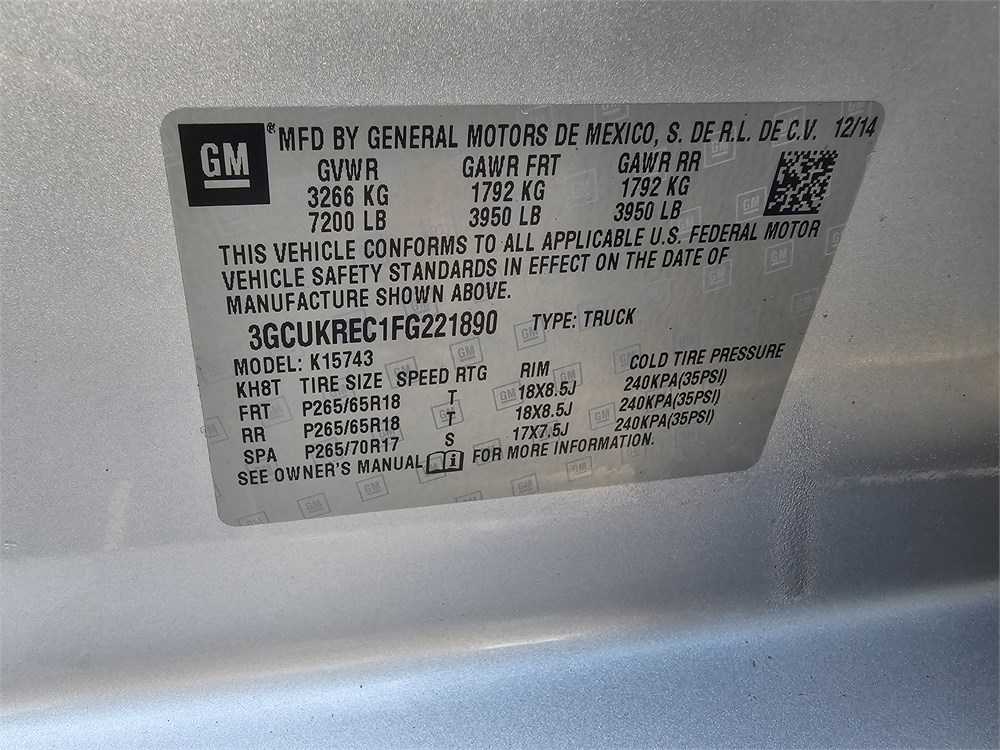 GM ® MFD BY GENERAL MOTORS DE MEXICO, S. DE R.L. DE C.V. 12/14
GVWR GAWR FRT GAWR RR
3266 KG 1792 KG 1792 KG
7200 LB 3950 LB 3950 LB
THIS VEHICLE CONFORMS TO ALL APPLICABLE U.S. FEDERAL MOTOR
VEHICLE SAFETY STANDARDS IN EFFECT ON THE DATE OF
MANUFACTURE SHOWN ABOVE.
3GCUKREC1FG221890 TYPE: TRUCK
MODEL: K15743
KH8T TIRE SIZE SPEED RTG RIM COLD TIRE PRESSURE
FRT P265/65R18 T 18X8.5J 240KPA(35PSI)
RR P265/65R18 T 18X8.5J 240KPA(35PSI)
SPA P265/70R17 S 17X7.5J 240KPA(35PSI)
SEE OWNER'S MANUAL i FOR MORE INFORMATION.